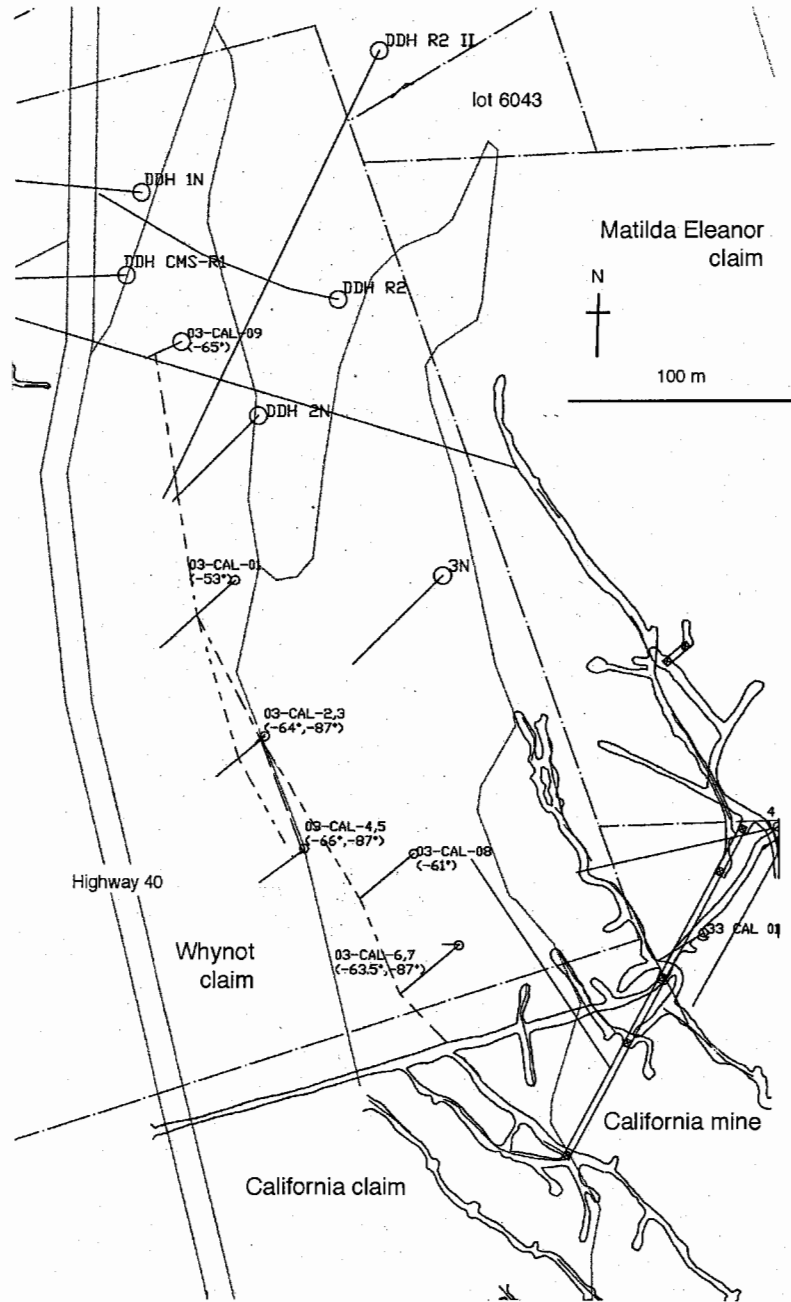 DDH R2 II
lot 6043
DDH 1N
Matilda Eleanor
claim
DDH CMS-R1
N
DDH R2
03-CAL-09
(-65°)
100 m
DDH 2N
03-CAL-01
(-53°)
3N
03-CAL-2,3
(-64°,-87°)
4
03-CAL-4,5
(-66°,-87°)
03-CAL-08
(-61°)
Highway 40
33 CAL 01
Whynot
claim
03-CAL-6,7
(-63.5°,-87°)
California mine
California claim